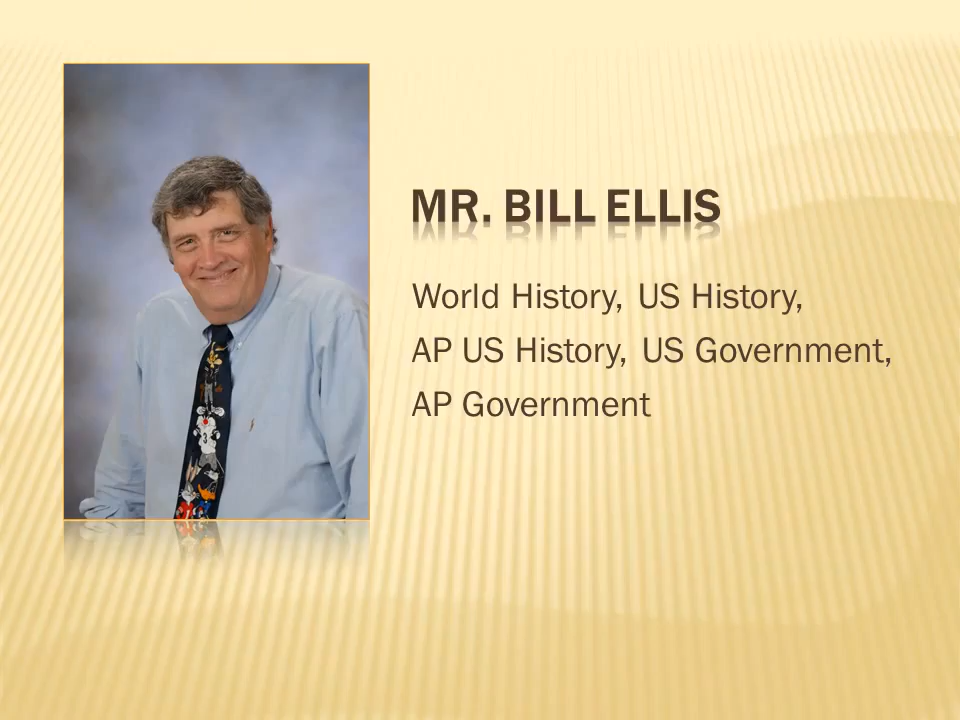 MR. BILL ELLIS
World History, US History,
AP US History, US Government,
AP Government